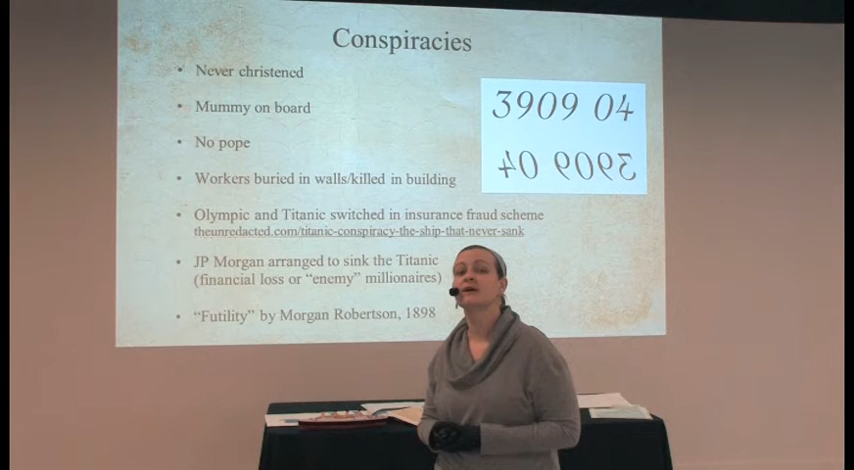 Conspiracies
• Never christened
• Mummy on board
• No pope
• Workers buried in walls/killed in building
• Olympic and Titanic switched in insurance fraud scheme
theunredacted.com/titanic-conspiracy-the-ship-that-never-sank
• JP Morgan arranged to sink the Titanic
(financial loss or “enemy” millionaires)
• “Futility” by Morgan Robertson, 1898
3909 04
3909 04